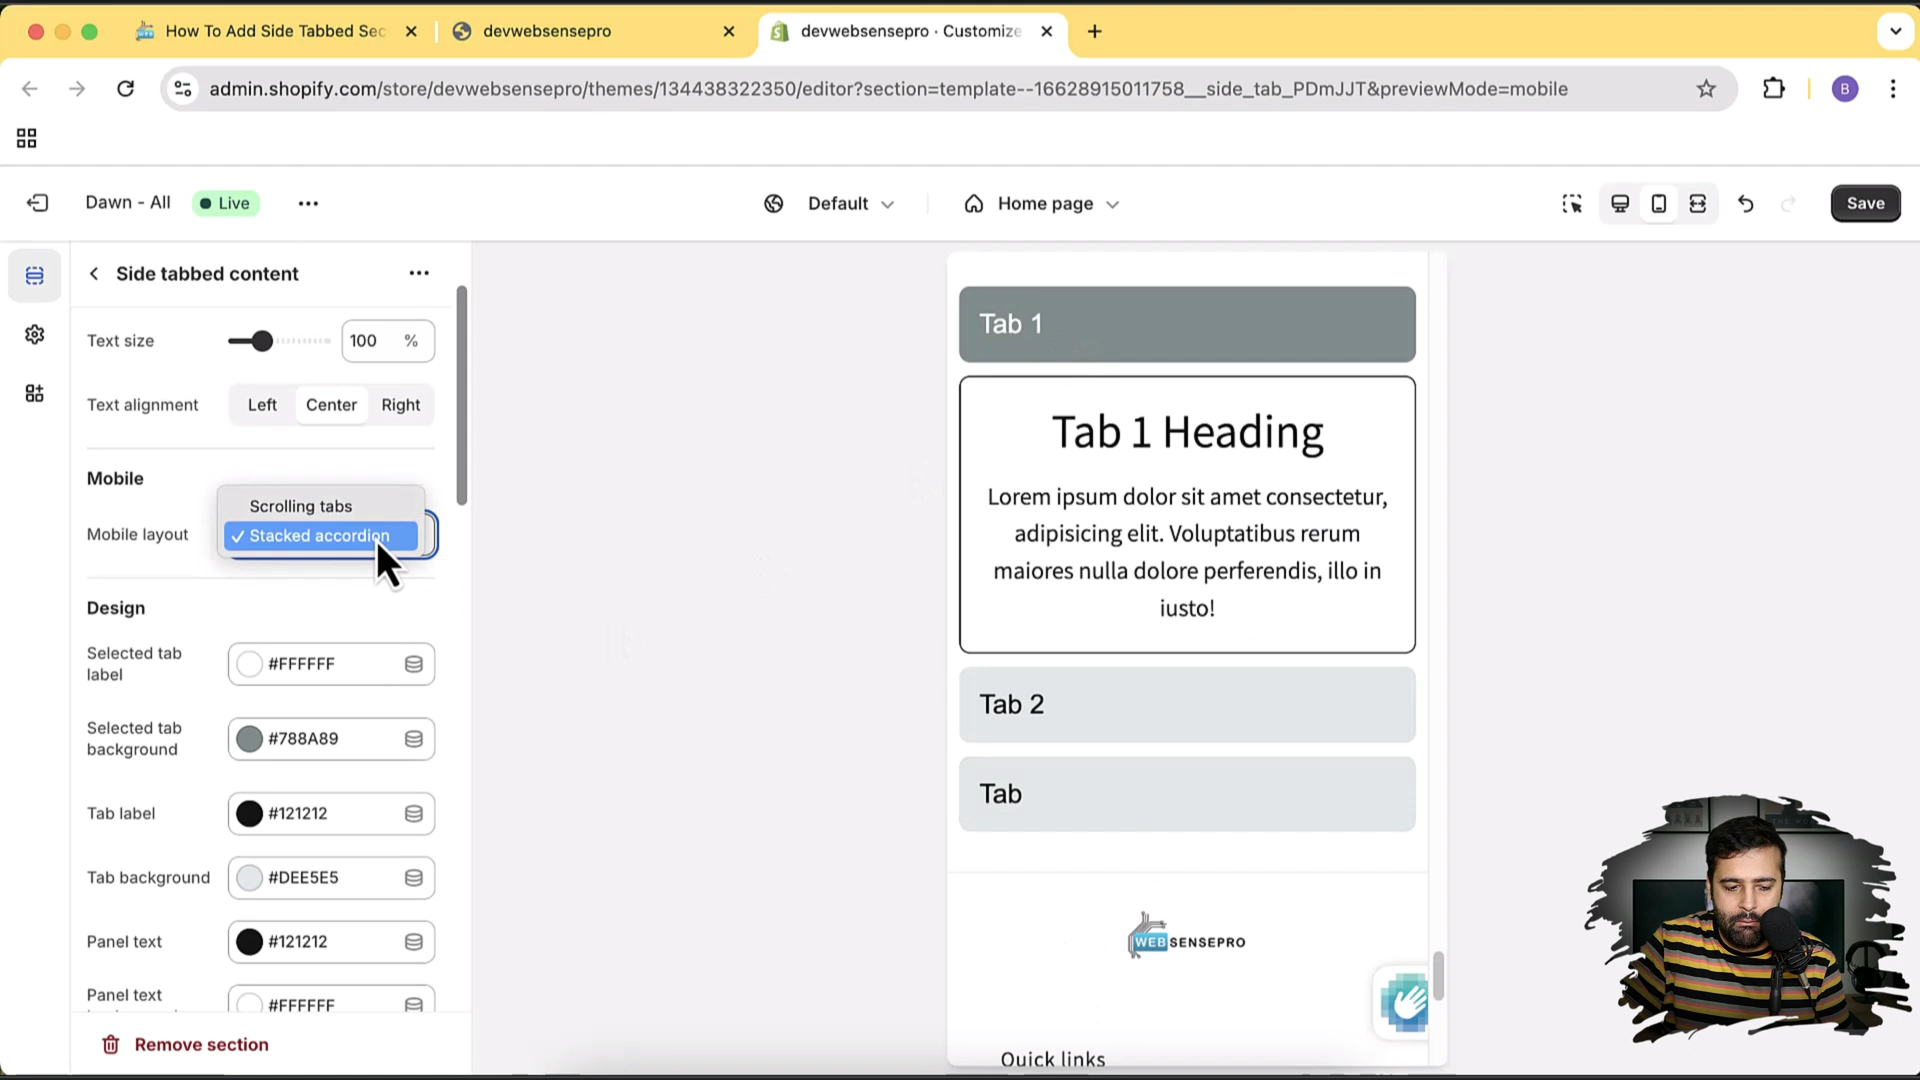 How To Add Side Tabbed Sec
devwebsensepro
devwebsensepro · Customize
admin.shopify.com/store/devwebsensepro/themes/134438322350/editor?section=template--16628915011758__side_tab_PDmJJT&previewMode=mobile
B
Dawn - All
Live
Default
Home page
Save
Side tabbed content
Text size
100 %
Text alignment
Left
Center
Right
Mobile
Mobile layout
Scrolling tabs
✓ Stacked accordion
Design
Selected tab
label
#FFFFFF
Selected tab
background
#788A89
Tab label
#121212
Tab background
#DEE5E5
Panel text
#121212
Panel text
#FFFFFF
Remove section
Tab 1
Tab 1 Heading
Lorem ipsum dolor sit amet consectetur,
adipisicing elit. Voluptatibus rerum
maiores nulla dolore perferendis, illo in
iusto!
Tab 2
Tab
WEBSENSEPRO
Quick links